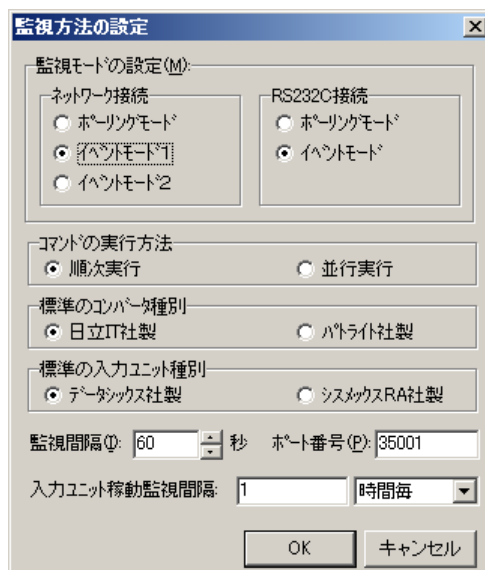 監視方法の設定
監視モードの設定(M):
ネットワーク接続
RS232C接続
ポーリングモード
ポーリングモード
イベントモード1
イベントモード
イベントモード2
コマンドの実行方法
順次実行
並行実行
標準のコンバータ種別
日立IT社製
パトライト社製
標準の入力ユニット種別
データシックス社製
シスメックスRA社製
監視間隔(I): 60 秒 ポート番号(P): 35001
入力ユニット稼動監視間隔: 1 時間毎
OK キャンセル